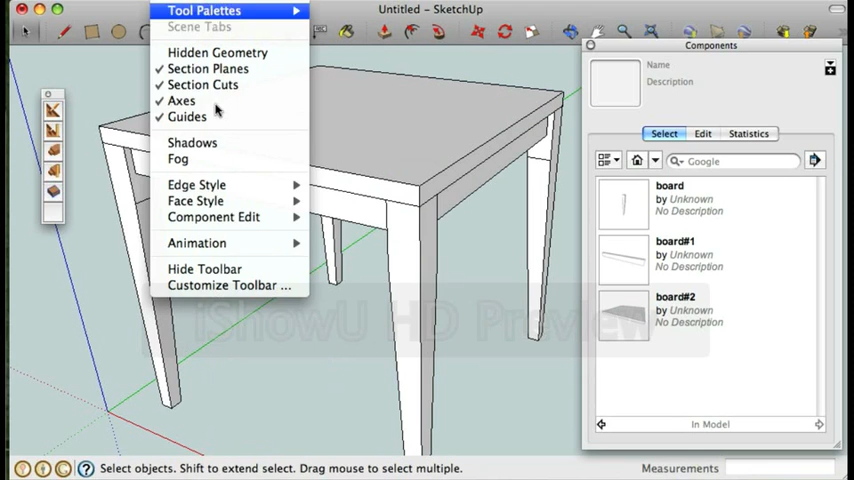 Untitled - SketchUp
Tool Palettes
Scene Tabs
Hidden Geometry
Section Planes
Section Cuts
Axes
Guides
Shadows
Fog
Edge Style
Face Style
Component Edit
Animation
Hide Toolbar
Customize Toolbar ...
iShowU HD Preview
Components
Name
Description
Select
Edit
Statistics
Google
board
by Unknown
No Description
board#1
by Unknown
No Description
board#2
by Unknown
No Description
In Model
Select objects. Shift to extend select. Drag mouse to select multiple.
Measurements